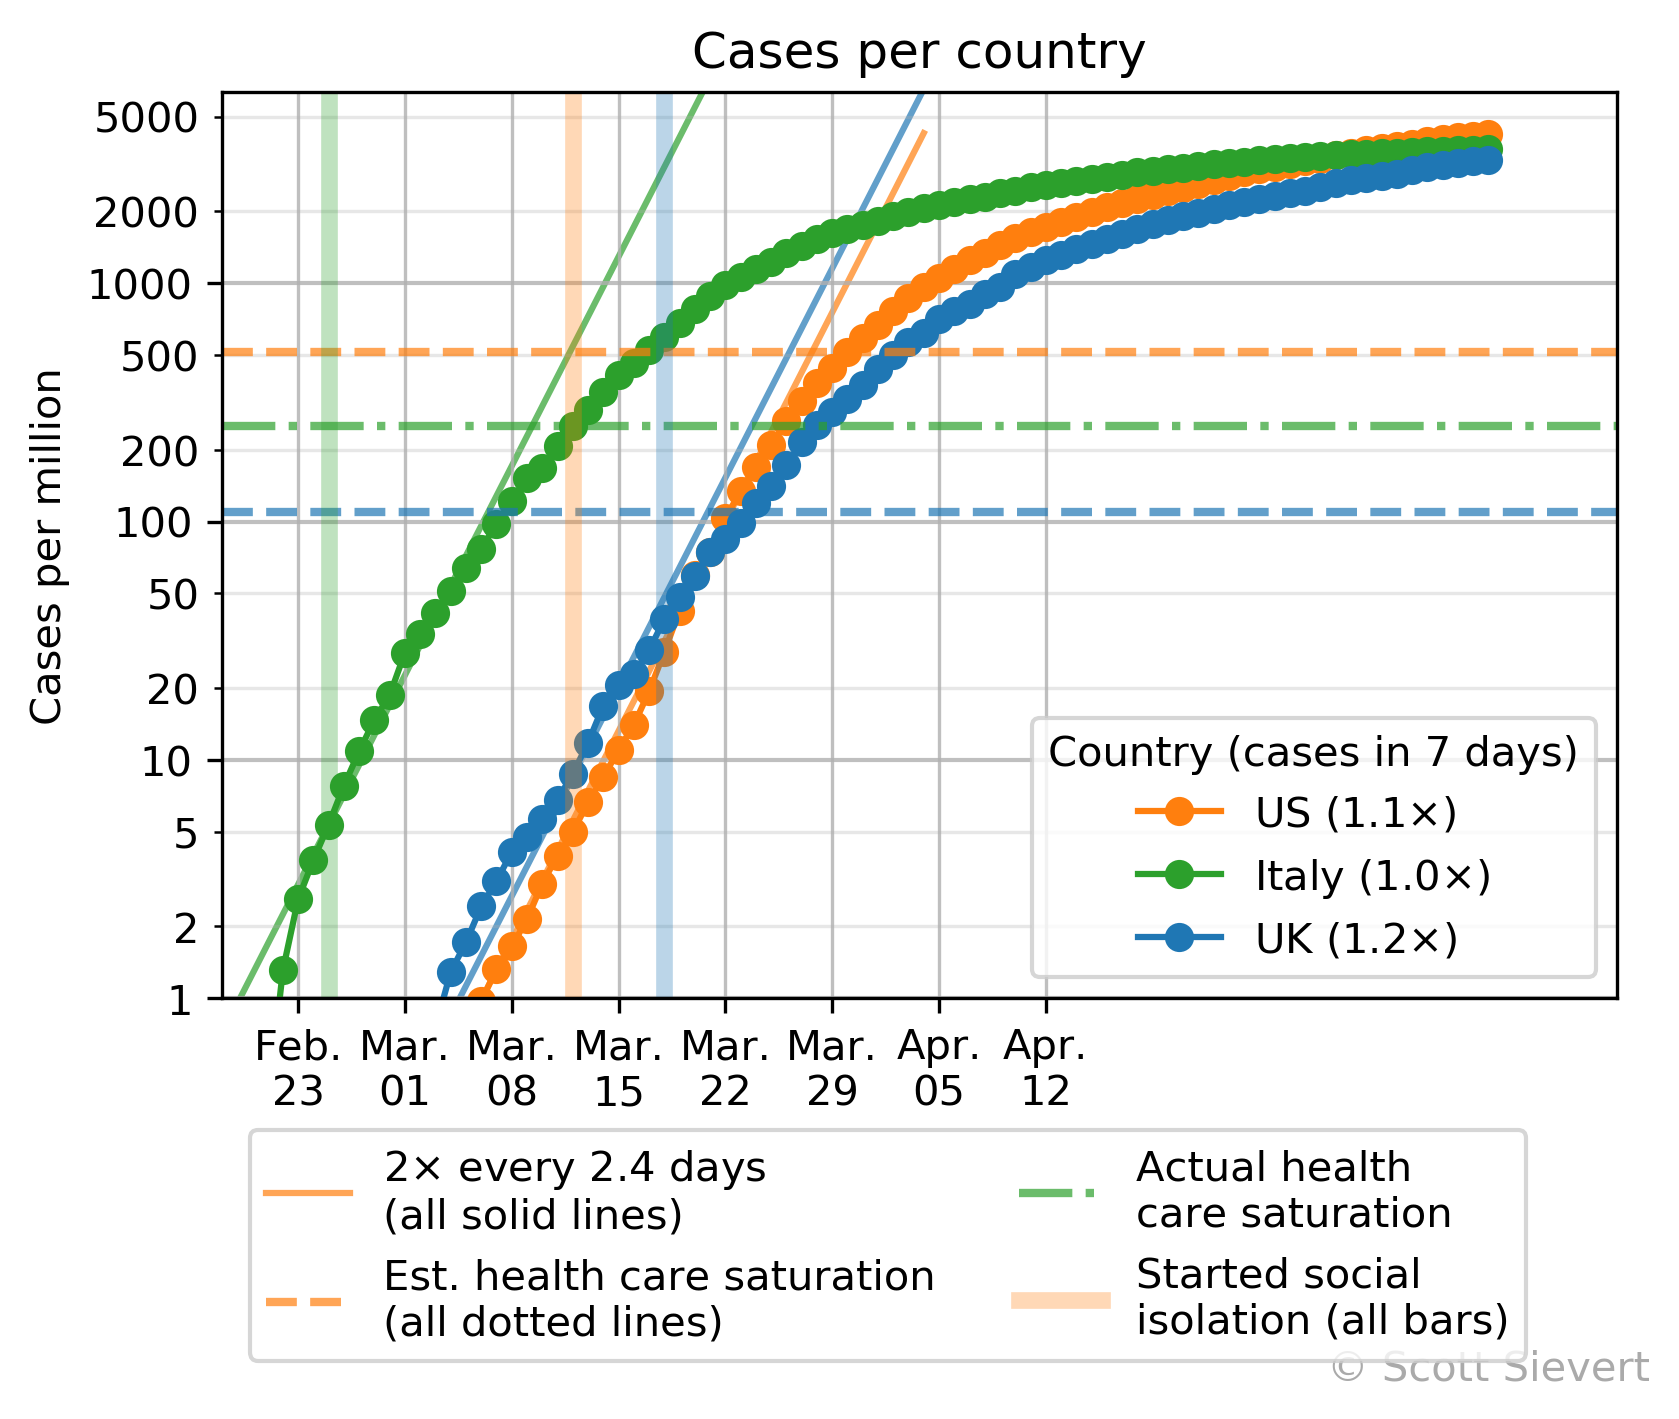 Cases per country
Cases per million
5000
2000
1000
500
200
100
50
20
10
5
2
1
Feb. Mar. Mar. Mar. Mar. Mar. Apr. Apr.
23 01 08 15 22 29 05 12
Country (cases in 7 days)
US (1.1×)
Italy (1.0×)
UK (1.2×)
2× every 2.4 days
(all solid lines)
Est. health care saturation
(all dotted lines)
Actual health
care saturation
Started social
isolation (all bars)
© Scott Sievert